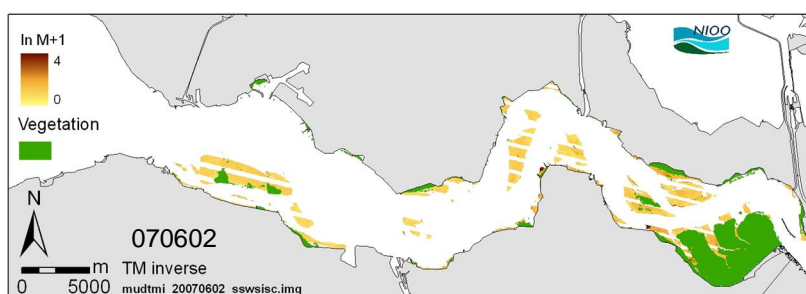 ln M+1
4
0
Vegetation
NIOO
N
070602
0 5000 m
TM inverse
mudtmi_20070602_sswsisc.img